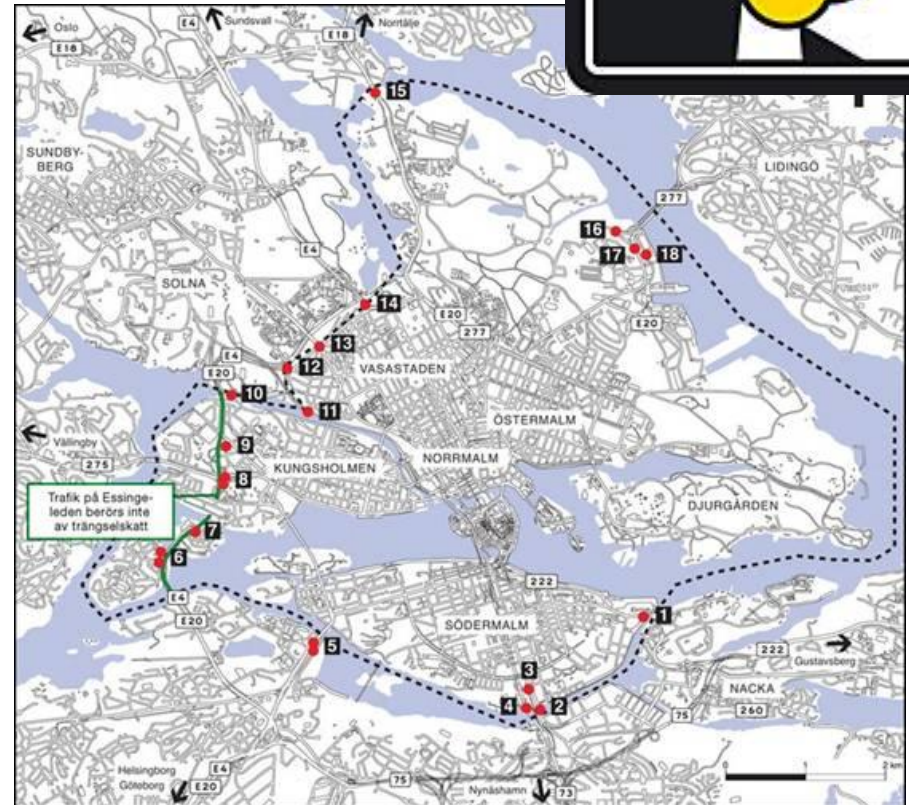 E4
Sundsvall
E18
Norrtälje
Oslo
E18
15
SUNDBY-
BERG
LIDINGÖ
277
16
17
18
E4
SOLNA
14
E20
277
E20
13
E4
12
VASASTADEN
E20
10
11
ÖSTERMALM
Vällingby
9
NORRMALM
275
KUNGSHOLMEN
8
Trafik på Essinge-
leden berörs inte
av trängselskatt
DJURGÅRDEN
7
6
222
E4
E20
SÖDERMALM
1
5
222
Gustavsberg
3
NACKA
4
2
75
260
Helsingborg
Göteborg
E4
E20
75
Nynäshamn
73
0
1
2 km